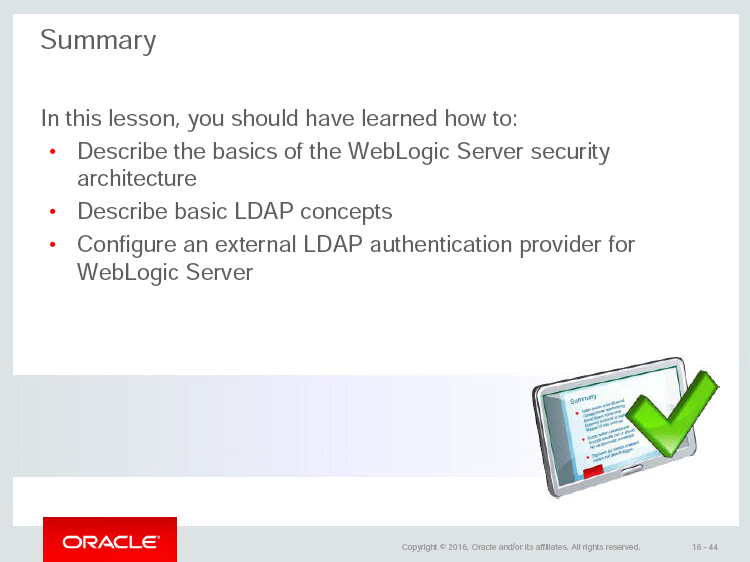 Summary
In this lesson, you should have learned how to:
• Describe the basics of the WebLogic Server security
architecture
• Describe basic LDAP concepts
• Configure an external LDAP authentication provider for
WebLogic Server
Summary
ORACLE®
Copyright © 2016, Oracle and/or its affiliates. All rights reserved.
16 - 44